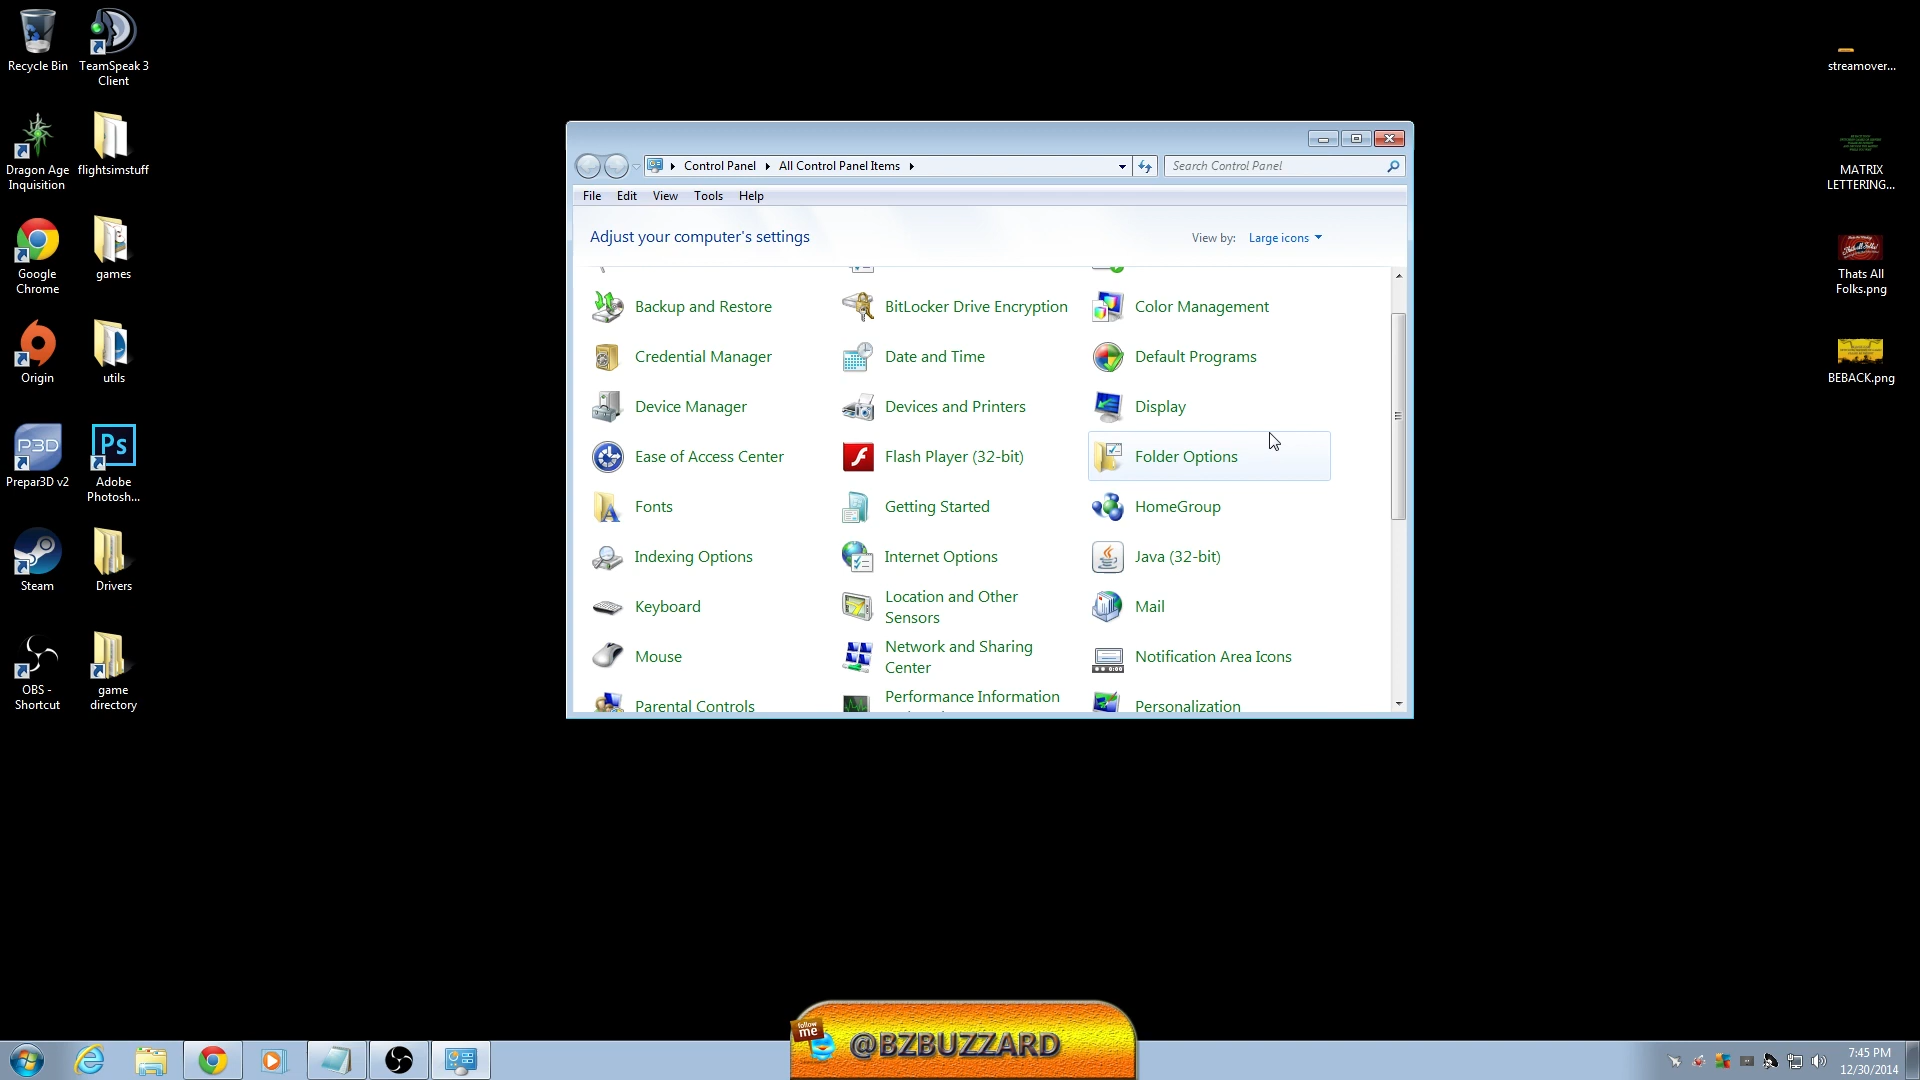 Recycle Bin
TeamSpeak 3
Client
Dragon Age
Inquisition
flightsimstuff
Google
Chrome
games
Origin
utils
P3D
Prepar3D v2
Ps
Adobe
Photosh...
Steam
Drivers
OBS -
Shortcut
game
directory
Control Panel
All Control Panel Items
Search Control Panel
File
Edit
View
Tools
Help
Adjust your computer's settings
View by:
Large icons
Backup and Restore
BitLocker Drive Encryption
Color Management
Credential Manager
Date and Time
Default Programs
Device Manager
Devices and Printers
Display
Ease of Access Center
Flash Player (32-bit)
Folder Options
Fonts
Getting Started
HomeGroup
Indexing Options
Internet Options
Java (32-bit)
Keyboard
Location and Other
Sensors
Mail
Mouse
Network and Sharing
Center
Notification Area Icons
Parental Controls
Performance Information
Personalization
streamover...
MATRIX
LETTERING...
Thats All
Folks.png
BEBACK.png
follow
me
@BZBUZZARD
7:45 PM
12/30/2014